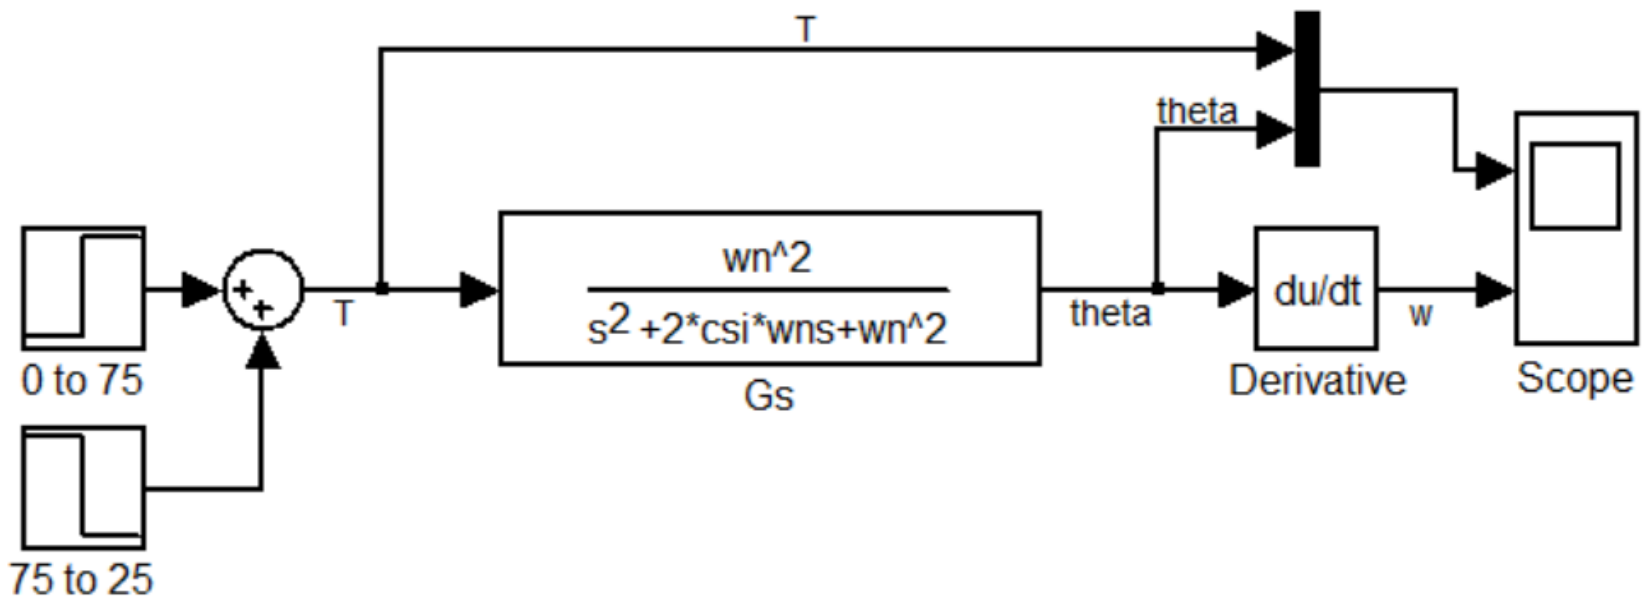 T
theta
0 to 75
+
+
T
wn^2
s2 +2*csi*wns+wn^2
Gs
theta
du/dt
Derivative
w
Scope
75 to 25